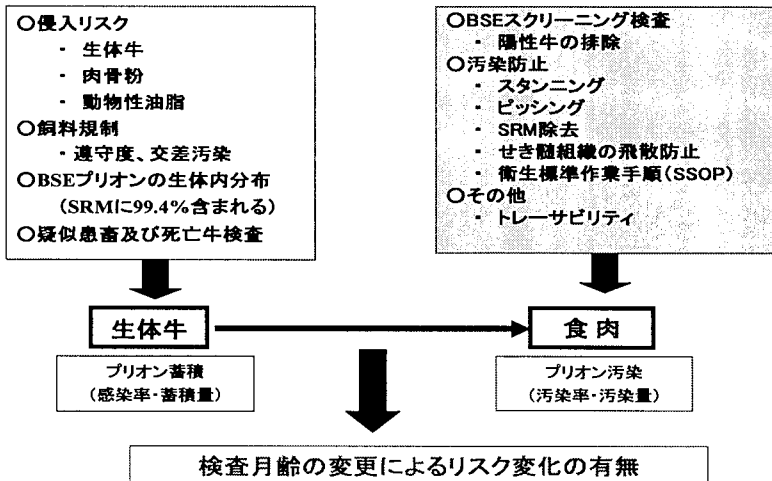 〇侵入リスク
・ 生体牛
・ 肉骨粉
・ 動物性油脂
〇飼料規制
・遵守度、交差汚染
〇BSEプリオンの生体内分布
(SRMに99.4%含まれる)
〇疑似患畜及び死亡牛検査
〇BSEスクリーニング検査
・ 陽性牛の排除
〇汚染防止
・ スタンニング
・ ピッシング
・ SRM除去
・ せき髄組織の飛散防止
・ 衛生標準作業手順(SSOP)
〇その他
・ トレーサビリティ
生体牛
食肉
プリオン蓄積
(感染率・蓄積量)
プリオン汚染
(汚染率・汚染量)
検査月齢の変更によるリスク変化の有無